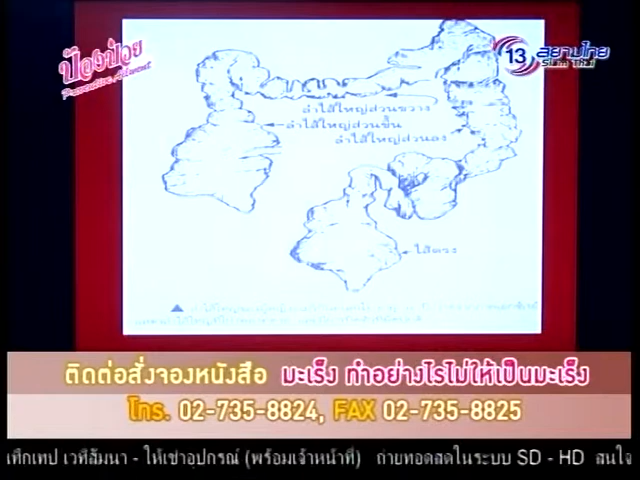 ป้องป่วย
Preventive Ailment
13 สยามไทย
Siam Thai
ลำไส้ใหญ่ส่วนขวาง
ลำไส้ใหญ่ส่วนขึ้น
ลำไส้ใหญ่ส่วนลง
ไส้ตรง
ติดต่อสั่งจองหนังสือ มะเร็ง ทำอย่างไรไม่ให้เป็นมะเร็ง
โทร. 02-735-8824, FAX 02-735-8825
เทิกเทป เวทีสัมนา - ให้เช่าอุปกรณ์ (พร้อมเจ้าหน้าที่) ถ่ายทอดสดในระบบ SD - HD สนใจ